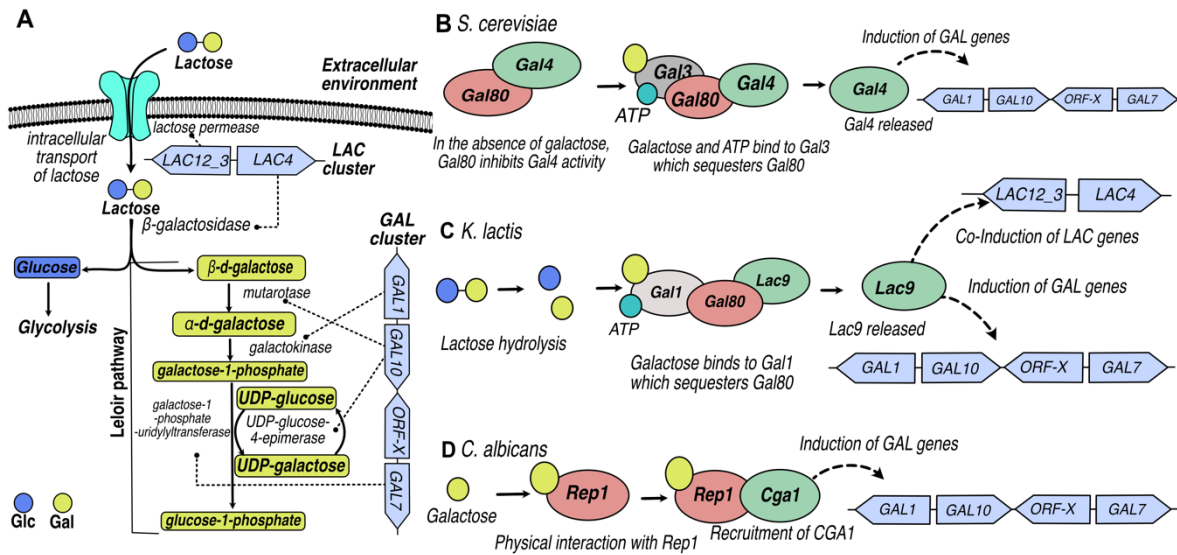 A
Lactose
Extracellular
environment
lactose permease
intracellular
transport
of lactose
LAC12_3
LAC4
LAC
cluster
Lactose
β-galactosidase
GAL
cluster
Glucose
β-d-galactose
mutarotase
Glycolysis
α-d-galactose
galactokinase
galactose-1-phosphate
UDP-glucose
galactose-1
-phosphate
-uridylyltransferase
UDP-glucose-
4-epimerase
UDP-galactose
glucose-1-phosphate
Leloir pathway
GAL1
GAL10
ORF-X
GAL7
Glc
Gal
B S. cerevisiae
Gal4
Gal80
In the absence of galactose,
Gal80 inhibits Gal4 activity
Gal3
Gal80
Gal4
ATP
Galactose and ATP bind to Gal3
which sequesters Gal80
Gal4
Gal4 released
Induction of GAL genes
GAL1
GAL10
ORF-X
GAL7
C K. lactis
Lactose hydrolysis
Gal1
Gal80
Lac9
ATP
Galactose binds to Gal1
which sequesters Gal80
Lac9
Lac9 released
LAC12_3
LAC4
Co-Induction of LAC genes
Induction of GAL genes
GAL1
GAL10
ORF-X
GAL7
D C. albicans
Galactose
Rep1
Physical interaction with Rep1
Rep1
Cga1
Recruitment of CGA1
Induction of GAL genes
GAL1
GAL10
ORF-X
GAL7